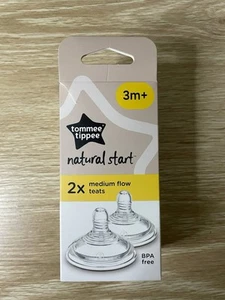 3m+
tommee
tippee
natural start
2x medium flow
teats
BPA
free